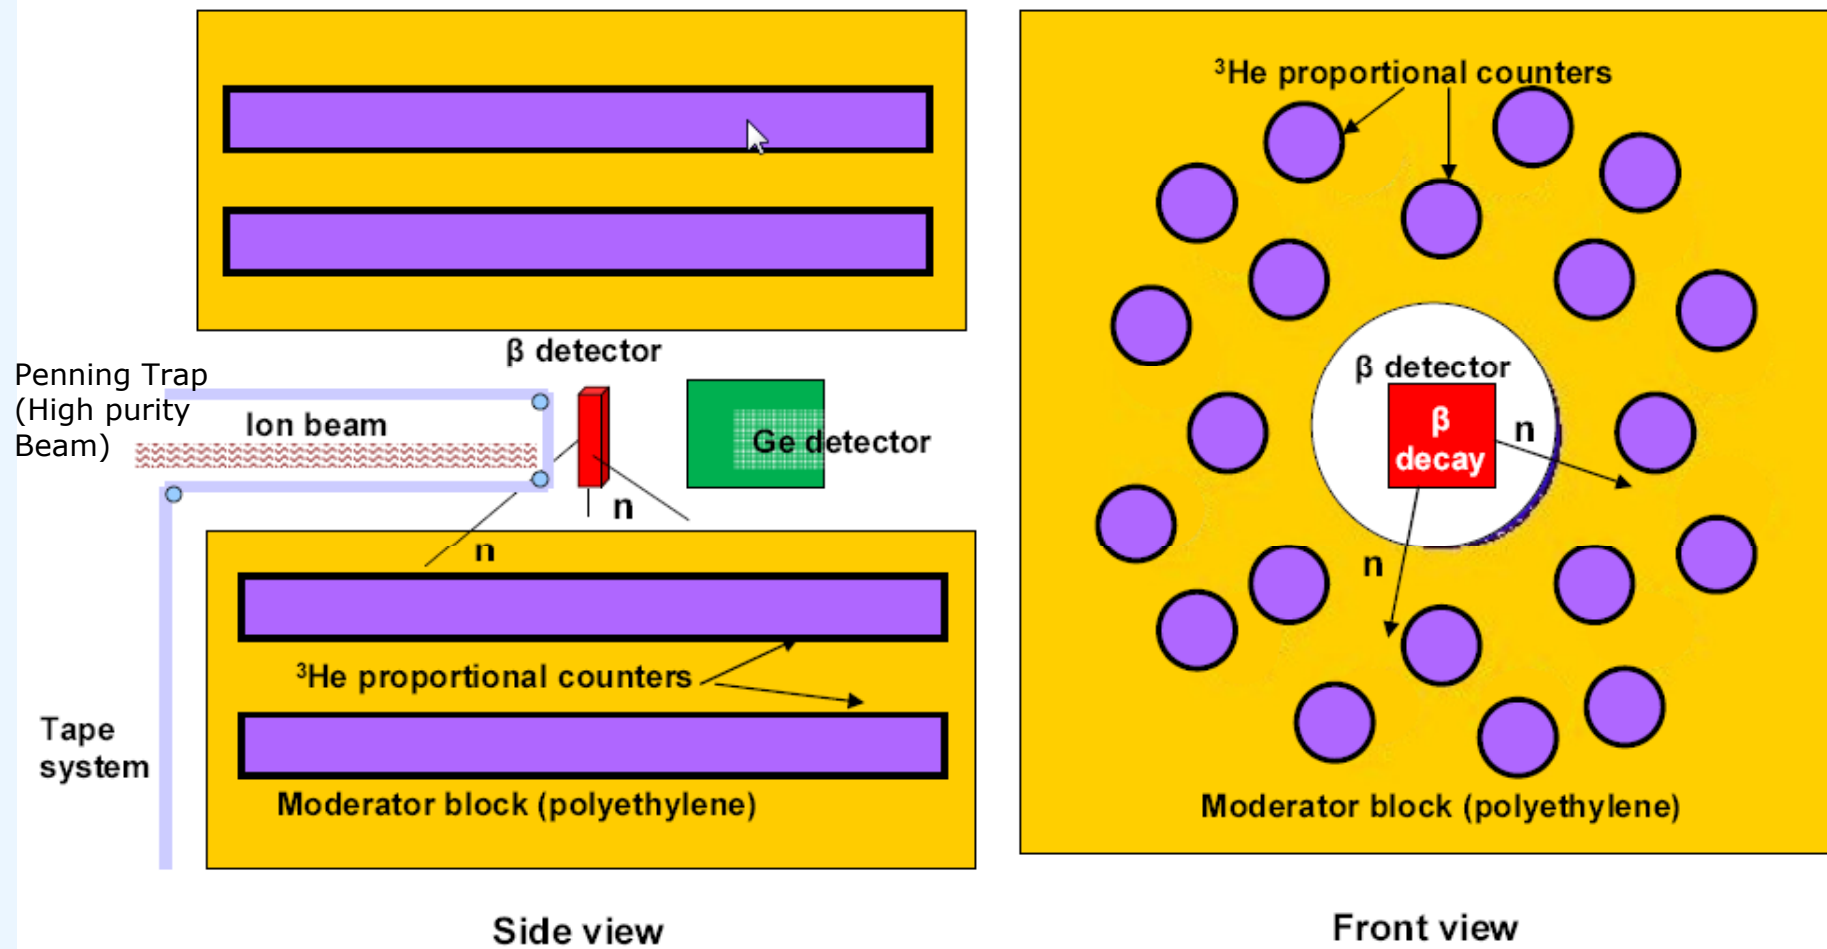 β detector
Penning Trap
(High purity
Beam)
Ion beam
Ge detector
n
n
³He proportional counters
Tape
system
Moderator block (polyethylene)
Side view
³He proportional counters
β detector
β
decay
n
n
Moderator block (polyethylene)
Front view